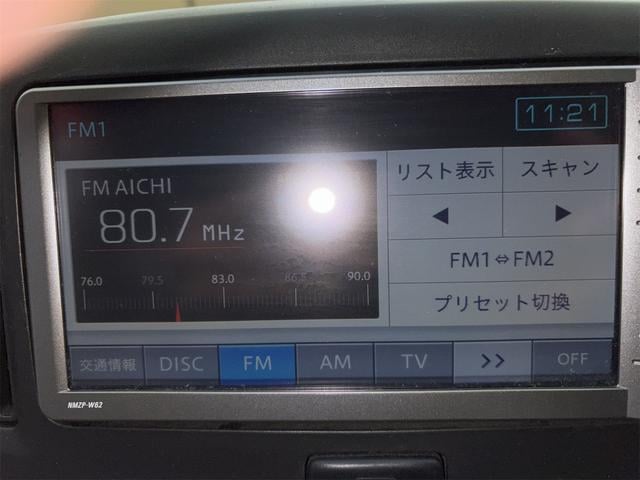 FM1
11:21
FM AICHI
80.7 MHz
76.0 79.5 83.0 86.5 90.0
リスト表示 スキャン
◀ ▶
FM1⇔FM2
プリセット切換
交通情報 DISC FM AM TV >> OFF
NMZP-W62